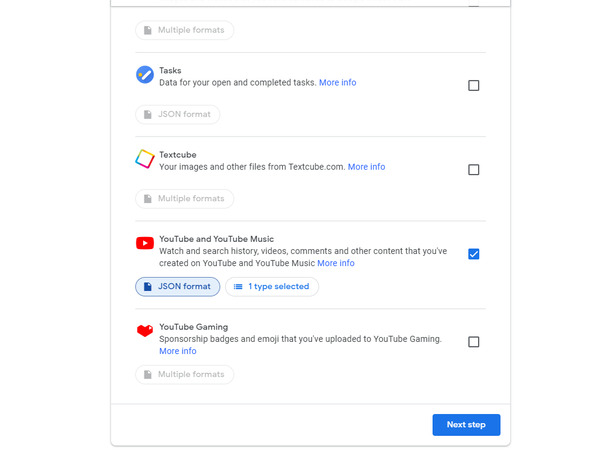 Multiple formats
Tasks
Data for your open and completed tasks. More info
JSON format
Textcube
Your images and other files from Textcube.com. More info
Multiple formats
YouTube and YouTube Music
Watch and search history, videos, comments and other content that you've
created on YouTube and YouTube Music More info
JSON format
1 type selected
YouTube Gaming
Sponsorship badges and emoji that you've uploaded to YouTube Gaming.
More info
Multiple formats
Next step